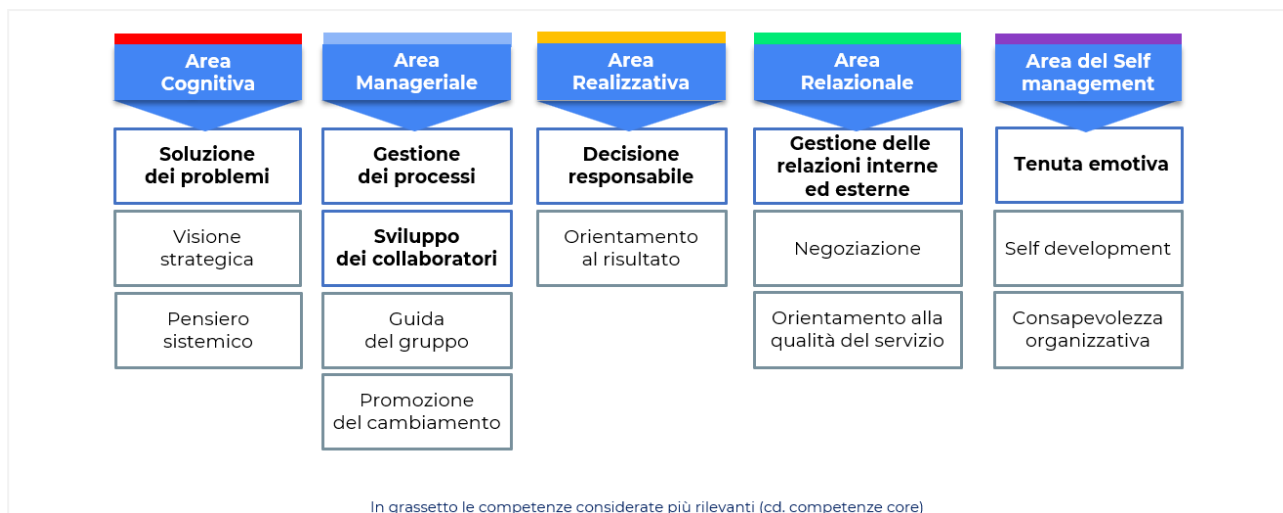 Area
Cognitiva
Soluzione
dei problemi
Visione
strategica
Pensiero
sistemico
Area
Manageriale
Gestione
dei processi
Sviluppo
dei collaboratori
Guida
del gruppo
Promozione
del cambiamento
Area
Realizzativa
Decisione
responsabile
Orientamento
al risultato
Area
Relazionale
Gestione delle
relazioni interne
ed esterne
Negoziazione
Orientamento alla
qualità del servizio
Area del Self
management
Tenuta emotiva
Self development
Consapevolezza
organizzativa
In grassetto le competenze considerate più rilevanti (cd. competenze core)